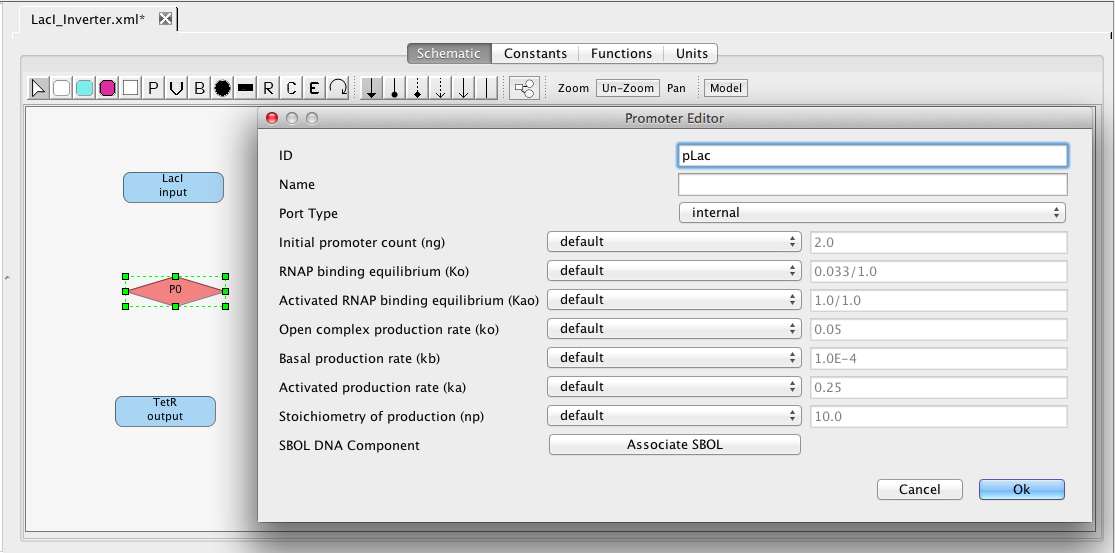 LacI_Inverter.xml*
Schematic Constants Functions Units
P V B R C E Zoom Un-Zoom Pan Model
Promoter Editor
LacI
input
P0
TetR
output
ID pLac
Name
Port Type internal
Initial promoter count (ng) default 2.0
RNAP binding equilibrium (Ko) default 0.033/1.0
Activated RNAP binding equilibrium (Kao) default 1.0/1.0
Open complex production rate (ko) default 0.05
Basal production rate (kb) default 1.0E-4
Activated production rate (ka) default 0.25
Stoichiometry of production (np) default 10.0
SBOL DNA Component Associate SBOL
Cancel Ok